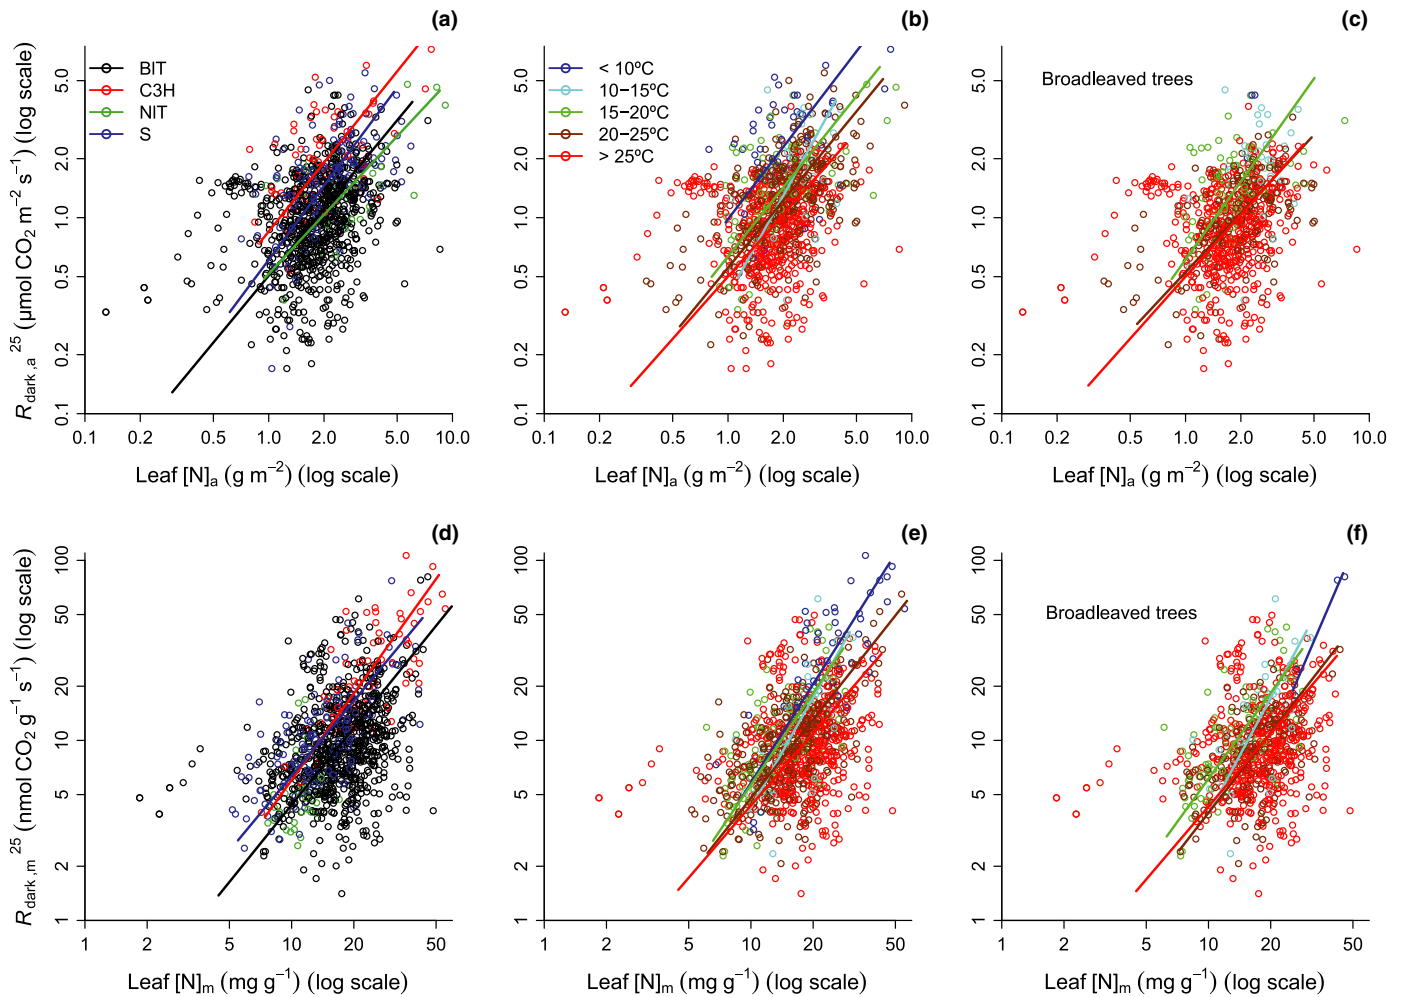 (a)
(b)
(c)
R dark,a 25 (μmol CO2 m−2 s−1) (log scale)
0.1 0.2 0.5 1.0 2.0 5.0
BIT
C3H
NIT
S
0.1 0.2 0.5 1.0 2.0 5.0 10.0
Leaf [N]a (g m−2) (log scale)
0.1 0.2 0.5 1.0 2.0 5.0
< 10ºC
10−15ºC
15−20ºC
20−25ºC
> 25ºC
0.1 0.2 0.5 1.0 2.0 5.0 10.0
Leaf [N]a (g m−2) (log scale)
0.1 0.2 0.5 1.0 2.0 5.0
Broadleaved trees
0.1 0.2 0.5 1.0 2.0 5.0 10.0
Leaf [N]a (g m−2) (log scale)
(d)
(e)
(f)
R dark,m 25 (nmol CO2 g−1 s−1) (log scale)
1 2 5 10 20 50 100
1 2 5 10 20 50
Leaf [N]m (mg g−1) (log scale)
1 2 5 10 20 50 100
1 2 5 10 20 50
Leaf [N]m (mg g−1) (log scale)
1 2 5 10 20 50 100
Broadleaved trees
1 2 5 10 20 50
Leaf [N]m (mg g−1) (log scale)